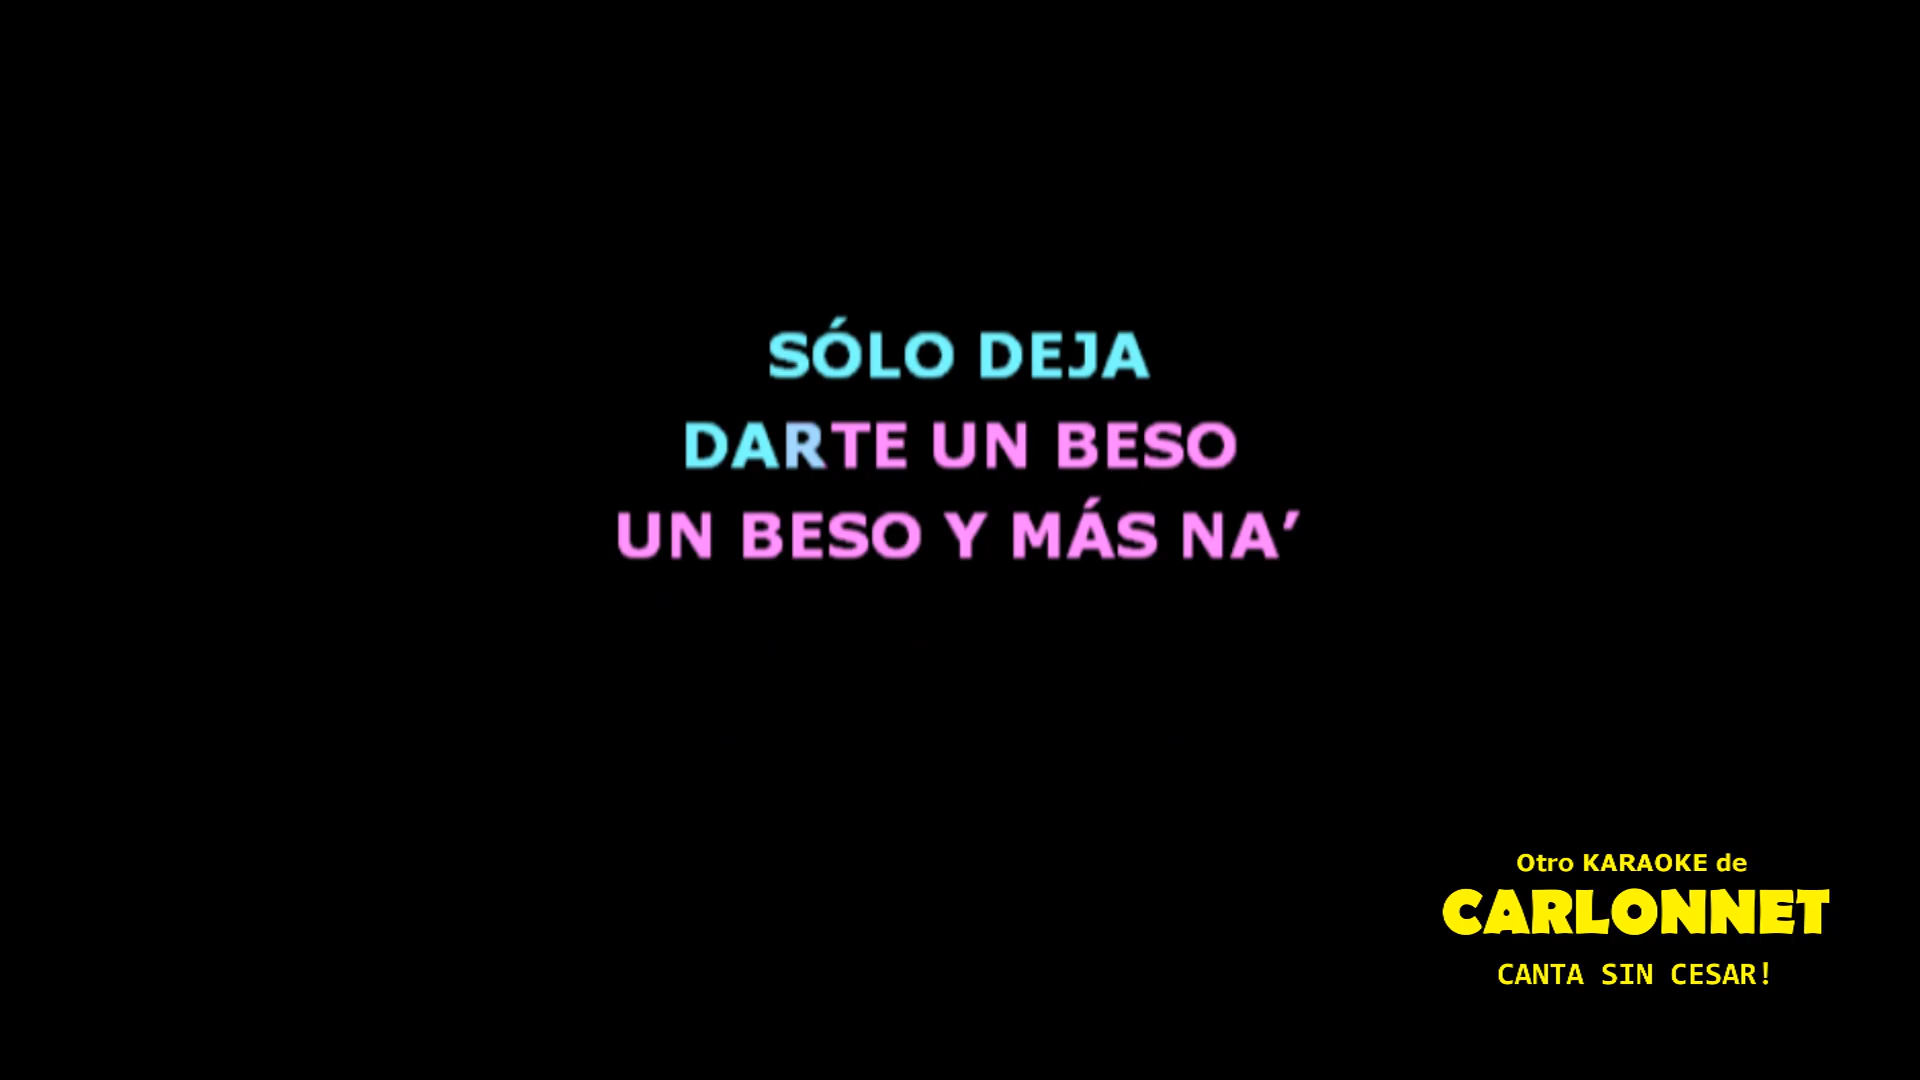 SÓLO DEJA
DARTE UN BESO
UN BESO Y MÁS NA’
Otro KARAOKE de
CARLONNET
CANTA SIN CESAR!